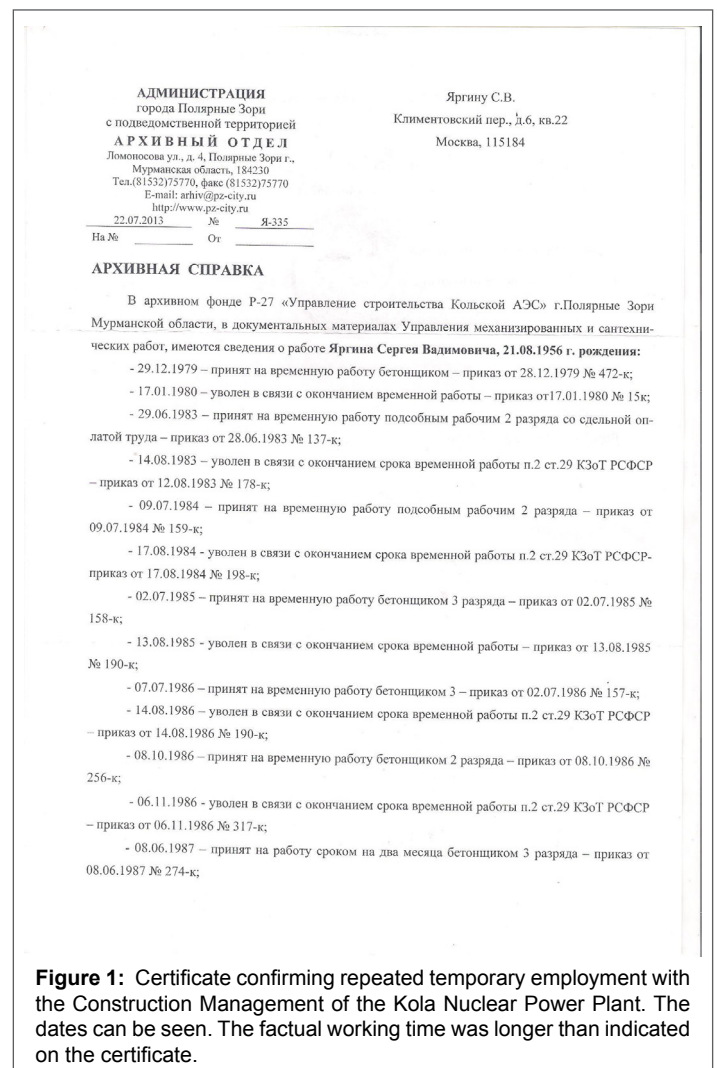 АДМИНИСТРАЦИЯ
города Полярные Зори
с подведомственной территорией
АРХИВНЫЙ ОТДЕЛ
Ломоносова ул., д. 4, Полярные Зори г.,
Мурманская область, 184230
Тел.(81532)75770, факс (81532)75770
E-mail: arhiv@pz-city.ru
http://www.pz-city.ru
22.07.2013 № Я-335
На № От
Яргину С.В.
Климентовский пер., д.6, кв.22
Москва, 115184
АРХИВНАЯ СПРАВКА
В архивном фонде Р-27 «Управление строительства Кольской АЭС» г.Полярные Зори
Мурманской области, в документальных материалах Управления механизированных и сантехни-
ческих работ, имеются сведения о работе Яргина Сергея Вадимовича, 21.08.1956 г. рождения:
- 29.12.1979 – принят на временную работу бетонщиком – приказ от 28.12.1979 № 472-к;
- 17.01.1980 – уволен в связи с окончанием временной работы – приказ от17.01.1980 № 15к;
- 29.06.1983 – принят на временную работу подсобным рабочим 2 разряда со сдельной оп-
латой труда – приказ от 28.06.1983 № 137-к;
- 14.08.1983 – уволен в связи с окончанием срока временной работы п.2 ст.29 КЗоТ РСФСР
– приказ от 12.08.1983 № 178-к;
- 09.07.1984 – принят на временную работу подсобным рабочим 2 разряда – приказ от
09.07.1984 № 159-к;
- 17.08.1984 - уволен в связи с окончанием срока временной работы п.2 ст.29 КЗоТ РСФСР-
приказ от 17.08.1984 № 198-к;
- 02.07.1985 – принят на временную работу бетонщиком 3 разряда – приказ от 02.07.1985 №
158-к;
- 13.08.1985 - уволен в связи с окончанием срока временной работы – приказ от 13.08.1985
№ 190-к;
- 07.07.1986 – принят на временную работу бетонщиком 3 – приказ от 02.07.1986 № 157-к;
- 14.08.1986 – уволен в связи с окончанием срока временной работы п.2 ст.29 КЗоТ РСФСР
– приказ от 14.08.1986 № 190-к;
- 08.10.1986 – принят на временную работу бетонщиком 2 разряда – приказ от 08.10.1986 №
256-к;
- 06.11.1986 - уволен в связи с окончанием срока временной работы п.2 ст.29 КЗоТ РСФСР
– приказ от 06.11.1986 № 317-к;
- 08.06.1987 – принят на работу сроком на два месяца бетонщиком 3 разряда – приказ от
08.06.1987 № 274-к;
Figure 1: Certificate confirming repeated temporary employment with
the Construction Management of the Kola Nuclear Power Plant. The
dates can be seen. The factual working time was longer than indicated
on the certificate.